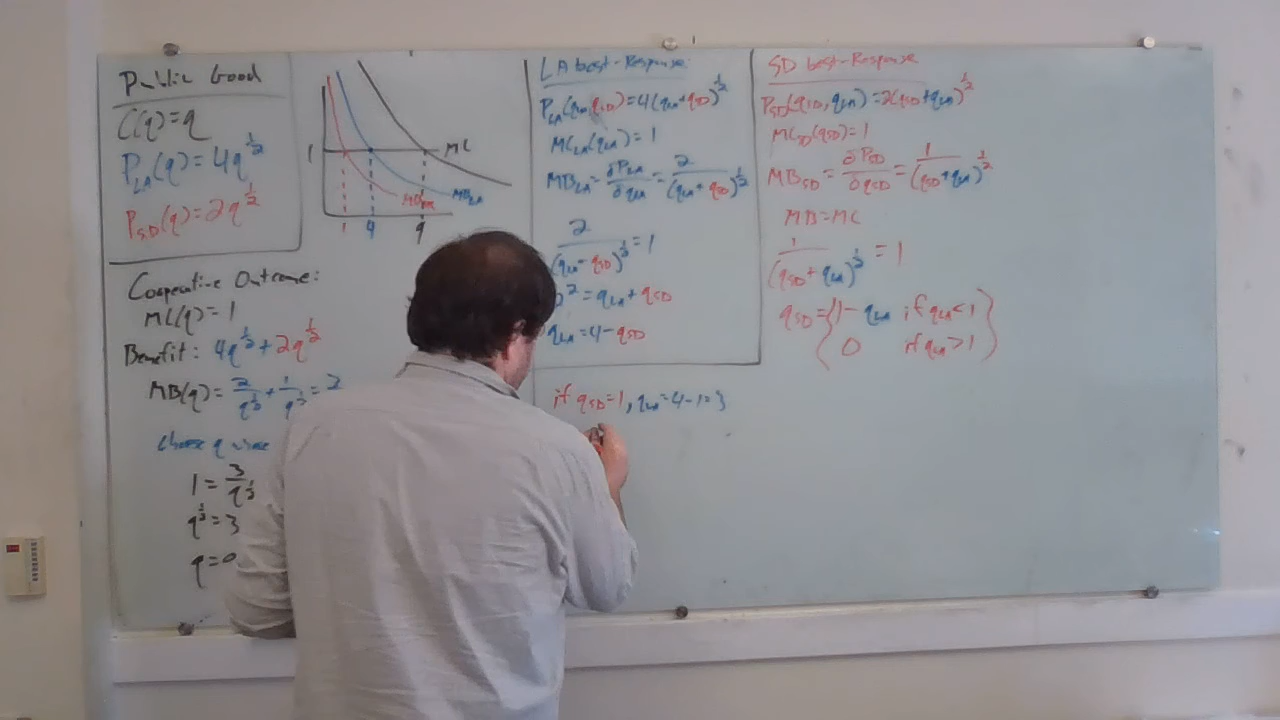 Public Good
C(q)=q
P_LA(q)=4q^½
P_SD(q)=2q^½
1
MC
MB_LA
1 4 9
Cooperative Outcome:
MC(q)=1
Benefit: 4q^½+2q^½
MB(q)=2/q^½+1/q^½=3
choose q where
1=3/q^½
q^½=3
q=
LA best-Response:
P_LA(q_LA,q_SD)=4(q_LA+q_SD)^½
MC_LA(q_LA)=1
MB_LA=∂P_LA/∂q_LA=2/(q_LA+q_SD)^½
2/(q_LA+q_SD)^½=1
2²=q_LA+q_SD
q_LA=4-q_SD
if q_SD=1, q_LA=4-1=3
SD best-Response
P_SD(q_SD,q_LA)=2(q_SD+q_LA)^½
MC_SD(q_SD)=1
MB_SD=∂P_SD/∂q_SD=1/(q_SD+q_LA)^½
MB=MC
1/(q_SD+q_LA)^½=1
q_SD={1-q_LA if q_LA<1
0 if q_LA>1}